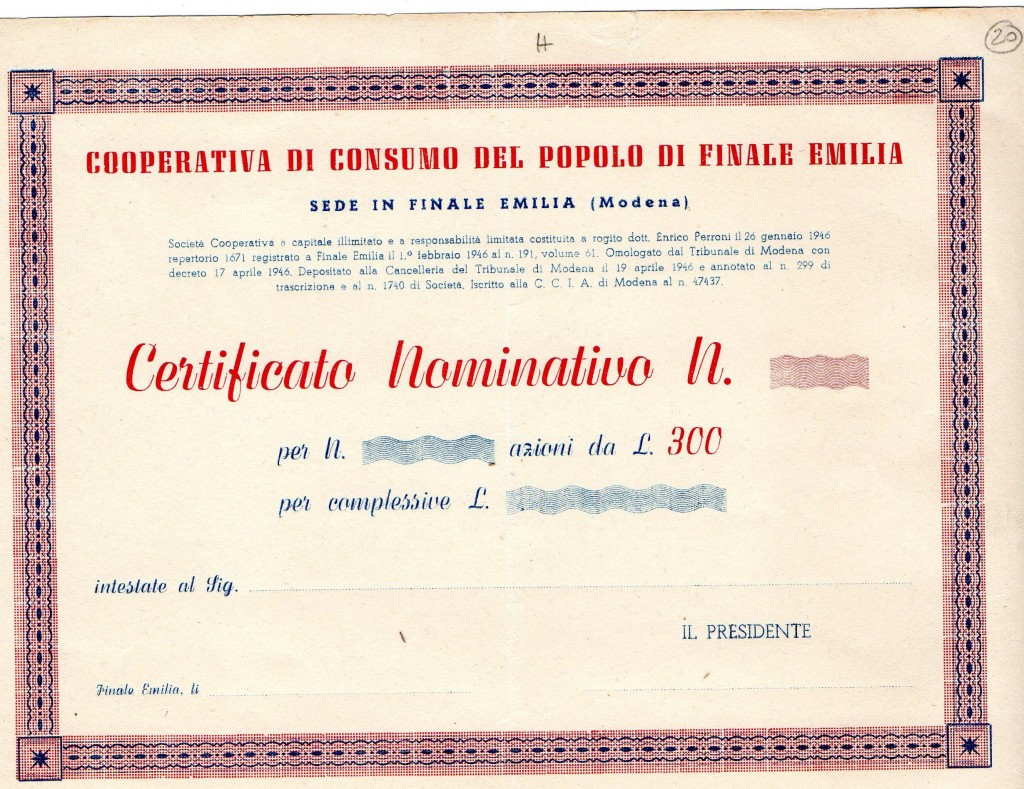 H
20
COOPERATIVA DI CONSUMO DEL POPOLO DI FINALE EMILIA
SEDE IN FINALE EMILIA (Modena)
Società Cooperativa a capitale illimitato e a responsabilità limitata costituita a rogito dott. Enrico Perroni il 26 gennaio 1946
repertorio 1671 registrato a Finale Emilia il 1.º febbraio 1946 al n. 191, volume 61. Omologato dal Tribunale di Modena con
decreto 17 aprile 1946. Depositato alla Cancelleria del Tribunale di Modena il 19 aprile 1946 e annotato al n. 299 di
trascrizione e al n. 1740 di Società. Iscritto alla C. C. I. A. di Modena al n. 47437.
Certificato Nominativo N.
per N. azioni da L. 300
per complessive L.
intestate al Sig.
IL PRESIDENTE
Finale Emilia, li